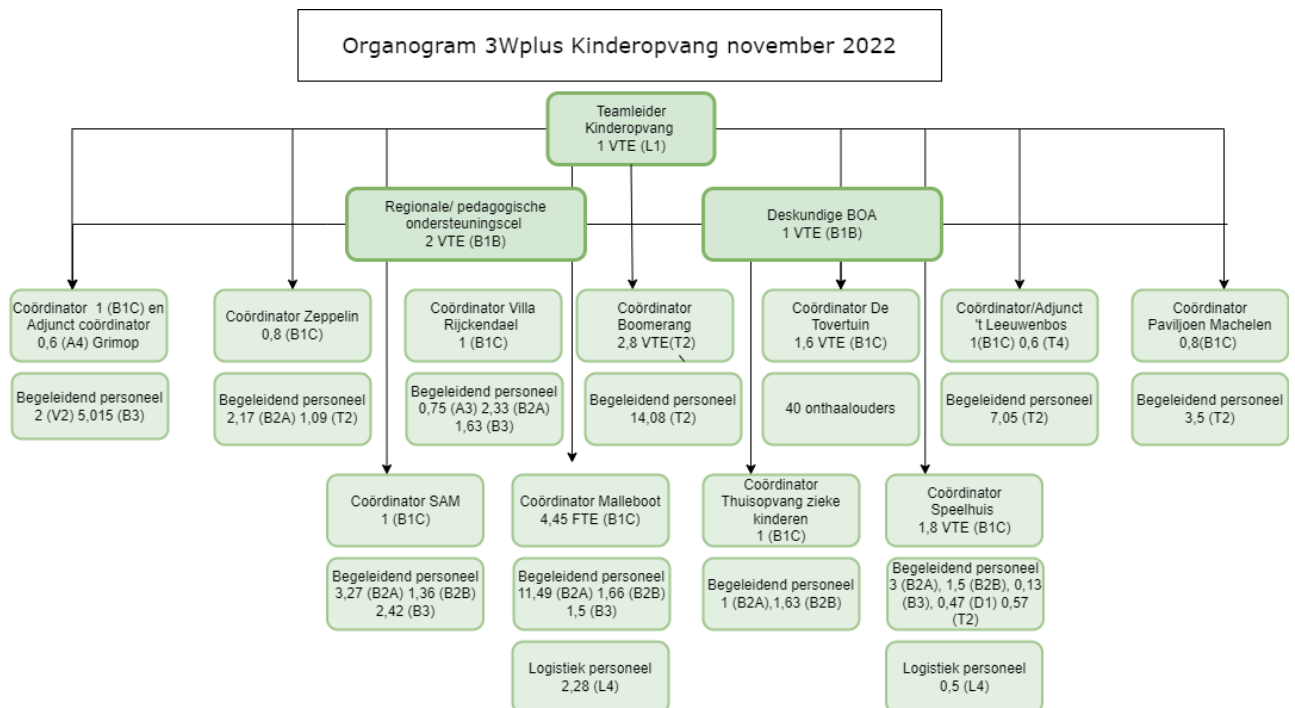 Organogram 3Wplus Kinderopvang november 2022
Teamleider
Kinderopvang
1 VTE (L1)
Regionale/ pedagogische
ondersteuningscel
2 VTE (B1B)
Deskundige BOA
1 VTE (B1B)
Coördinator 1 (B1C) en
Adjunct coördinator
0,6 (A4) Grimop
Coördinator Zeppelin
0,8 (B1C)
Coördinator Villa
Rijckendael
1 (B1C)
Coördinator
Boomerang
2,8 VTE(T2)
Coördinator De
Tovertuin
1,6 VTE (B1C)
Coördinator/Adjunct
't Leeuwenbos
1(B1C) 0,6 (T4)
Coördinator
Paviljoen Machelen
0,8(B1C)
Begeleidend personeel
2 (V2) 5,015 (B3)
Begeleidend personeel
2,17 (B2A) 1,09 (T2)
Begeleidend personeel
0,75 (A3) 2,33 (B2A)
1,63 (B3)
Begeleidend personeel
14,08 (T2)
40 onthaalouders
Begeleidend personeel
7,05 (T2)
Begeleidend personeel
3,5 (T2)
Coördinator SAM
1 (B1C)
Coördinator Malleboot
4,45 FTE (B1C)
Coördinator
Thuisopvang zieke
kinderen
1 (B1C)
Coördinator
Speelhuis
1,8 VTE (B1C)
Begeleidend personeel
3,27 (B2A) 1,36 (B2B)
2,42 (B3)
Begeleidend personeel
11,49 (B2A) 1,66 (B2B)
1,5 (B3)
Begeleidend personeel
1 (B2A),1,63 (B2B)
Begeleidend personeel
3 (B2A), 1,5 (B2B), 0,13
(B3), 0,47 (D1) 0,57
(T2)
Logistiek personeel
2,28 (L4)
Logistiek personeel
0,5 (L4)